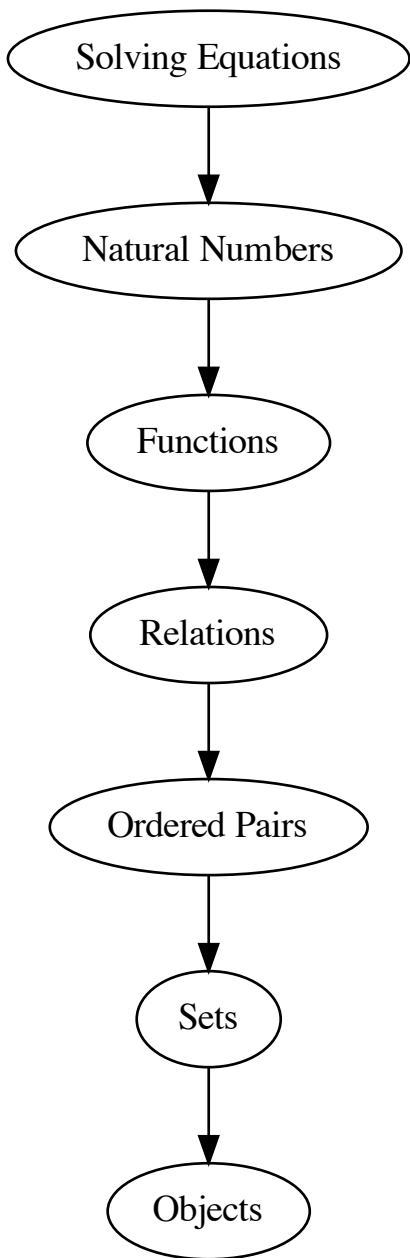 Solving Equations
Natural Numbers
Functions
Relations
Ordered Pairs
Sets
Objects